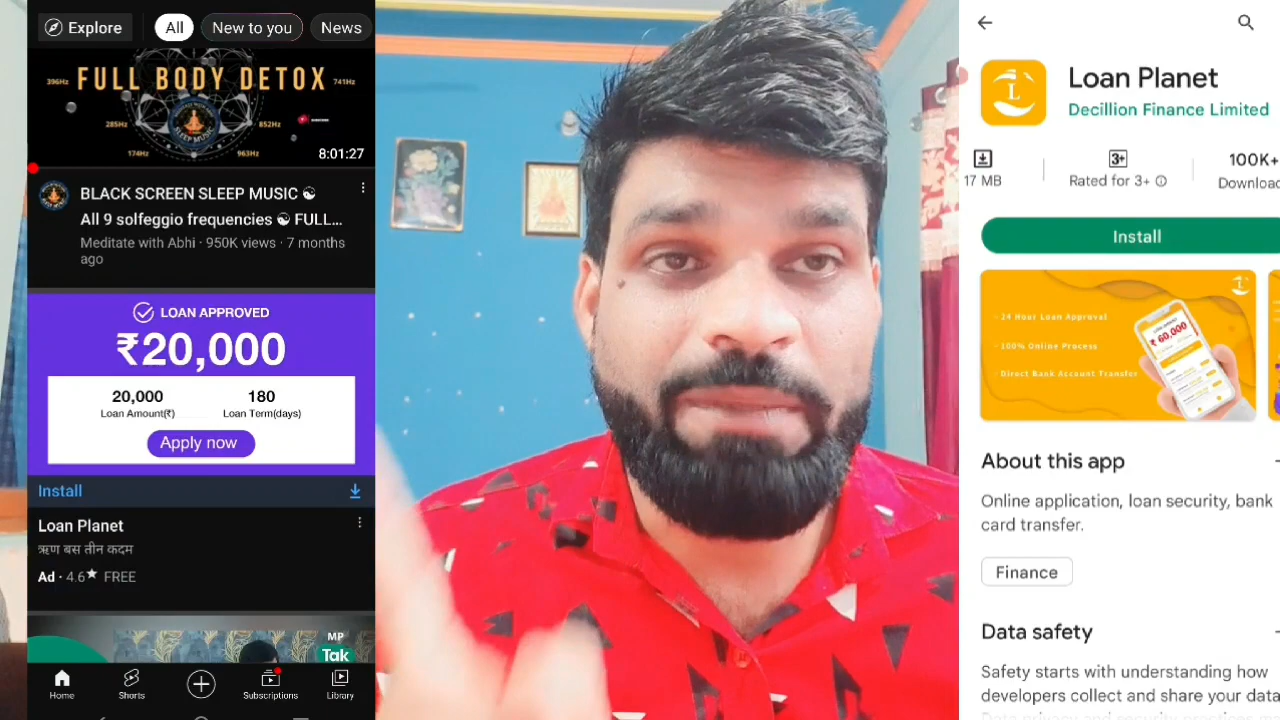 Explore
All
New to you
News
396Hz
FULL BODY DETOX
741Hz
285Hz
852Hz
174Hz
963Hz
8:01:27
BLACK SCREEN SLEEP MUSIC
All 9 solfeggio frequencies ☯ FULL...
Meditate with Abhi · 950K views · 7 months
ago
LOAN APPROVED
₹20,000
20,000
180
Loan Amount(₹)
Loan Term(days)
Apply now
Install
Loan Planet
ऋण बस तीन कदम
Ad · 4.6★ FREE
MP
Tak
Home
Shorts
Subscriptions
Library
Loan Planet
Decillion Finance Limited
3+
100K+
17 MB
Rated for 3+
Download
Install
L
24 Hour Loan Approval
100% Online Process
Direct Bank Account Transfer
₹ 60,000
About this app
Online application, loan security, bank
card transfer.
Finance
Data safety
Safety starts with understanding how
developers collect and share your data